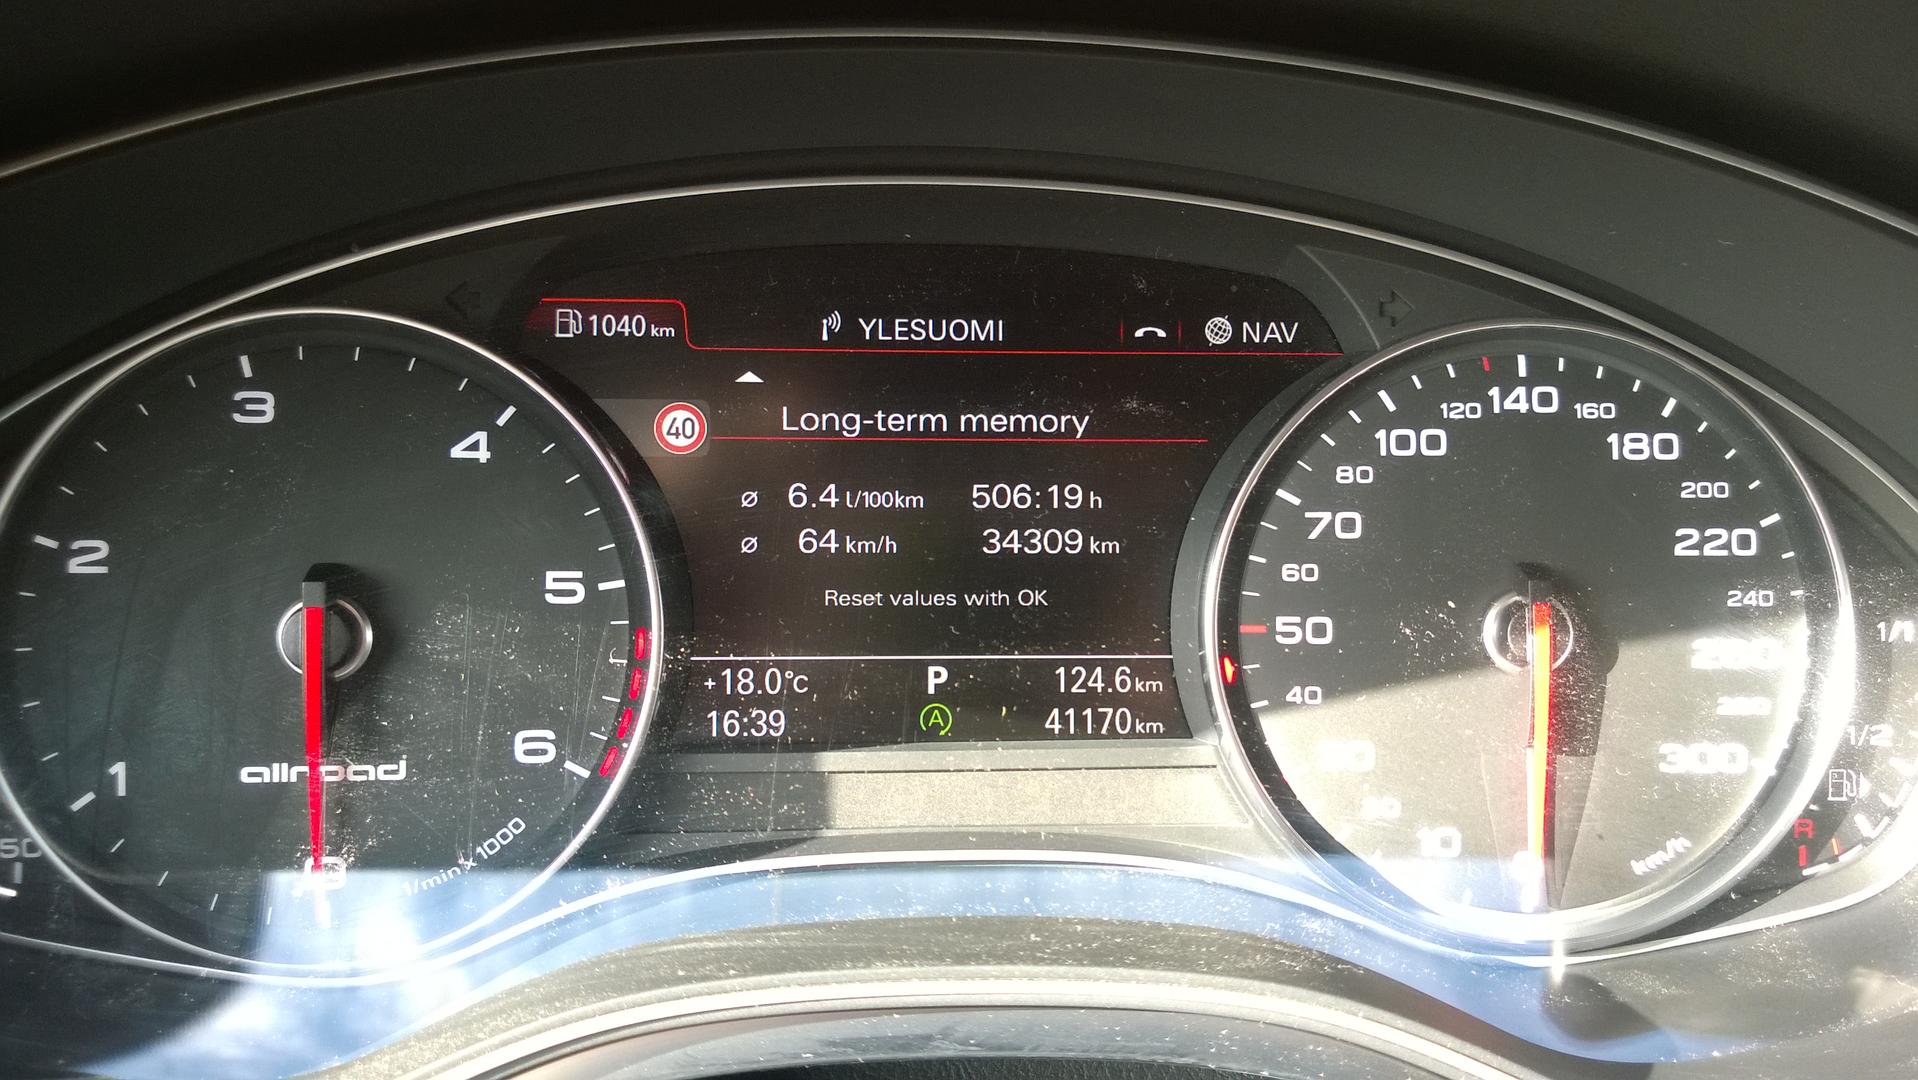 1040 km
YLESUOMI
NAV
40
Long-term memory
ø 6.4 l/100km 506:19 h
ø 64 km/h 34309 km
Reset values with OK
+18.0°C P 124.6 km
16:39 A 41170 km
0
1
2
3
4
5
6
allroad
1/min x 1000
50
0
10
40
50
60
70
80
100
120
140
160
180
200
220
240
300
km/h
1/1
1/2
R